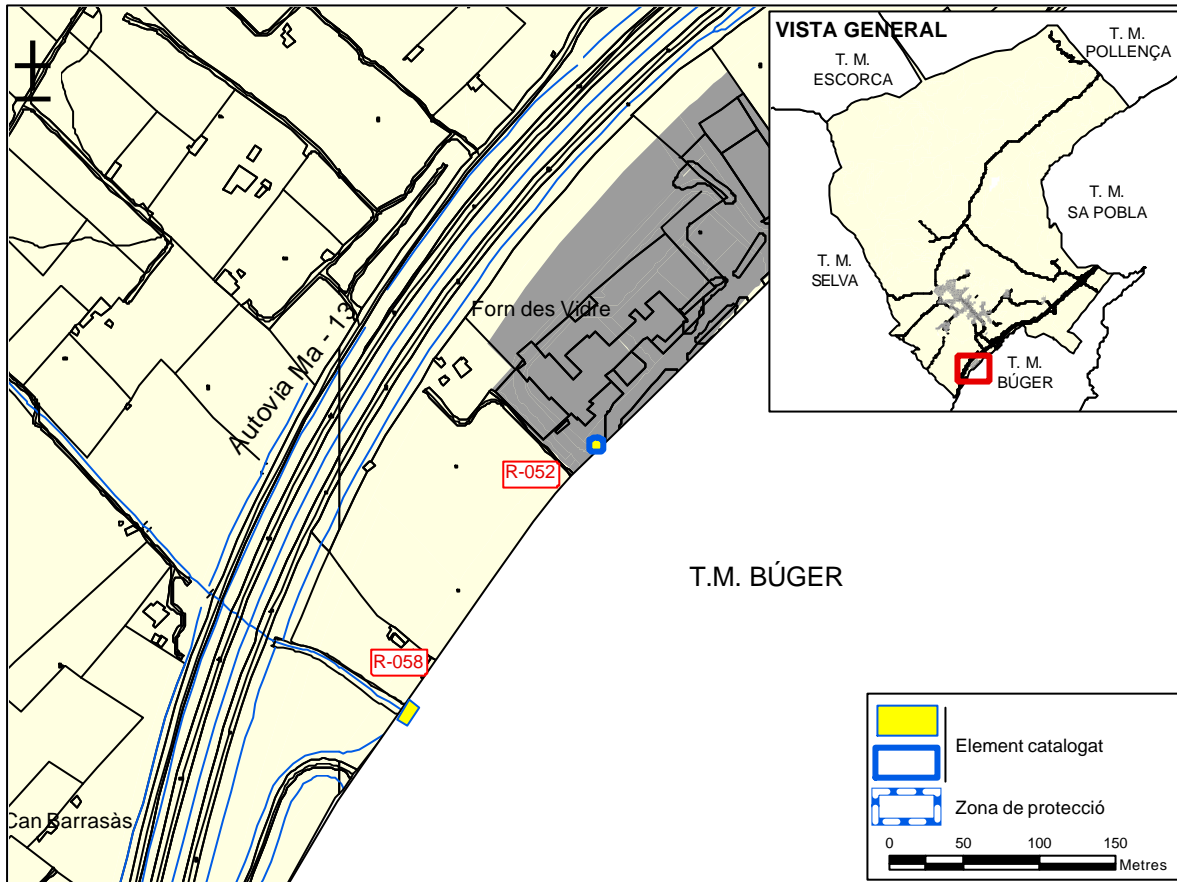 VISTA GENERAL
T. M.
POLLENÇA
T. M.
ESCORCA
T. M.
SA POBLA
T. M.
SELVA
T. M.
BÚGER
Forn des Vidre
Autovia Ma - 13
R-052
T.M. BÚGER
R-058
Can Barrasàs
Element catalogat
Zona de protecció
0 50 100 150
Metres